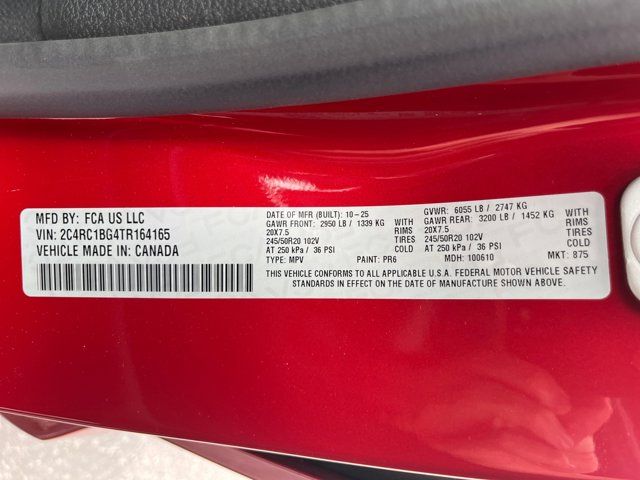 MFD BY: FCA US LLC
VIN: 2C4RC1BG4TR164165
VEHICLE MADE IN: CANADA
DATE OF MFR (BUILT): 10-25
GAWR FRONT: 2950 LB / 1339 KG WITH
20X7.5 RIMS
245/50R20 102V TIRES
AT 250 kPa / 36 PSI COLD
TYPE: MPV PAINT: PR6
GVWR: 6055 LB / 2747 KG
GAWR REAR: 3200 LB / 1452 KG WITH
20X7.5 RIMS
245/50R20 102V TIRES
AT 250 kPa / 36 PSI COLD
MDH: 100610 MKT: 875
THIS VEHICLE CONFORMS TO ALL APPLICABLE U.S.A. FEDERAL MOTOR VEHICLE SAFETY
STANDARDS IN EFFECT ON THE DATE OF MANUFACTURE SHOWN ABOVE.